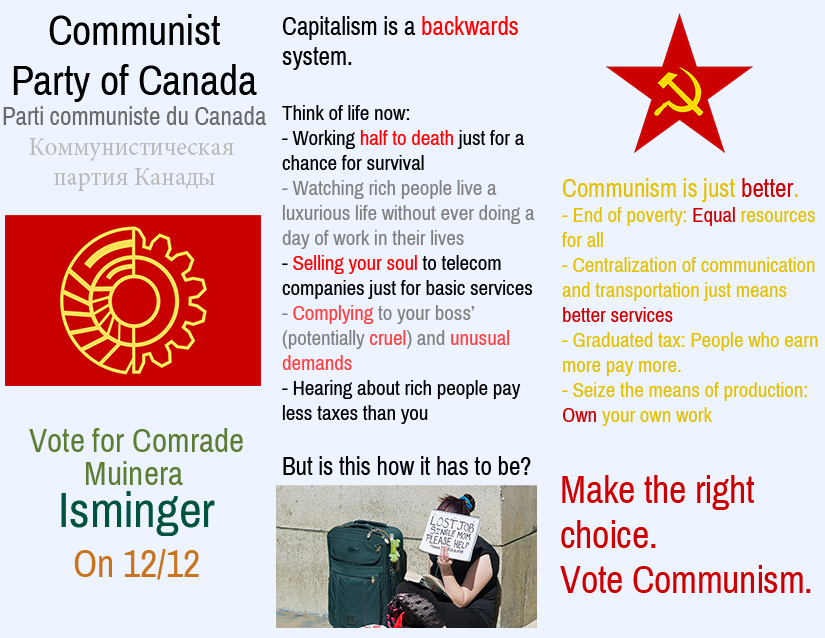 Communist
Party of Canada
Parti communiste du Canada
Коммунистическая
партия Канады
Vote for Comrade
Muinera
Isminger
On 12/12
Capitalism is a backwards
system.
Think of life now:
- Working half to death just for a
chance for survival
- Watching rich people live a
luxurious life without ever doing a
day of work in their lives
- Selling your soul to telecom
companies just for basic services
- Complying to your boss’
(potentially cruel) and unusual
demands
- Hearing about rich people pay
less taxes than you
But is this how it has to be?
LOST JOB
SINGLE MOM
PLEASE HELP
Communism is just better.
- End of poverty: Equal resources
for all
- Centralization of communication
and transportation just means
better services
- Graduated tax: People who earn
more pay more.
- Seize the means of production:
Own your own work
Make the right
choice.
Vote Communism.